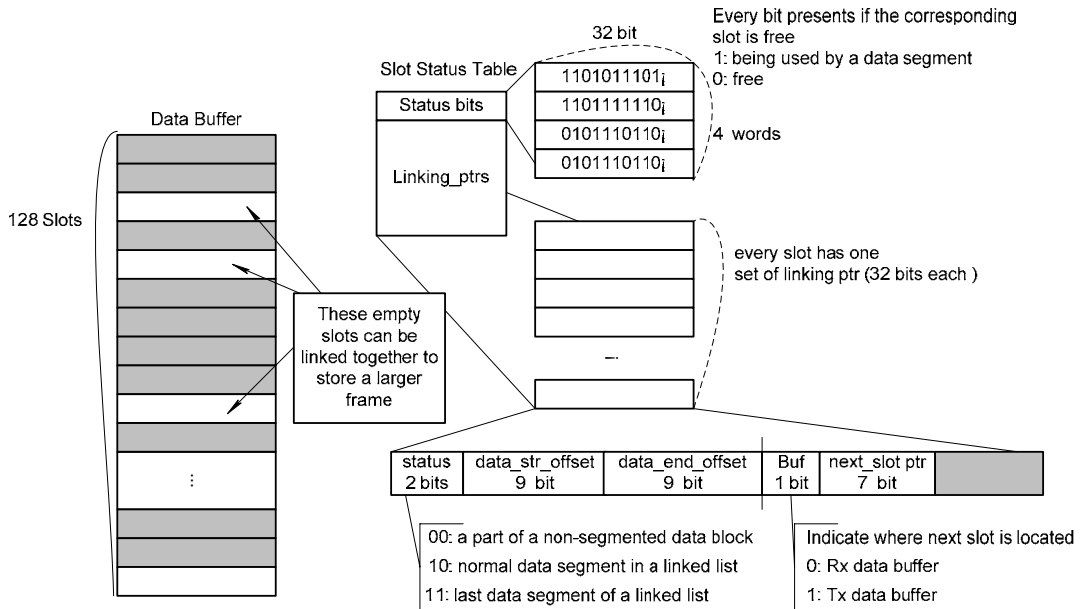 Every bit presents if the corresponding
slot is free
1: being used by a data segment
0: free
32 bit
Slot Status Table
Status bits
Linking_ptrs
1101011101¡
1101111110¡
0101110110¡
0101110110¡
4 words
Data Buffer
128 Slots
These empty
slots can be
linked together to
store a larger
frame
every slot has one
set of linking ptr (32 bits each )
...
...
status
2 bits
data_str_offset
9 bit
data_end_offset
9 bit
Buf
1 bit
next_slot ptr
7 bit
00: a part of a non-segmented data block
10: normal data segment in a linked list
11: last data segment of a linked list
Indicate where next slot is located
0: Rx data buffer
1: Tx data buffer